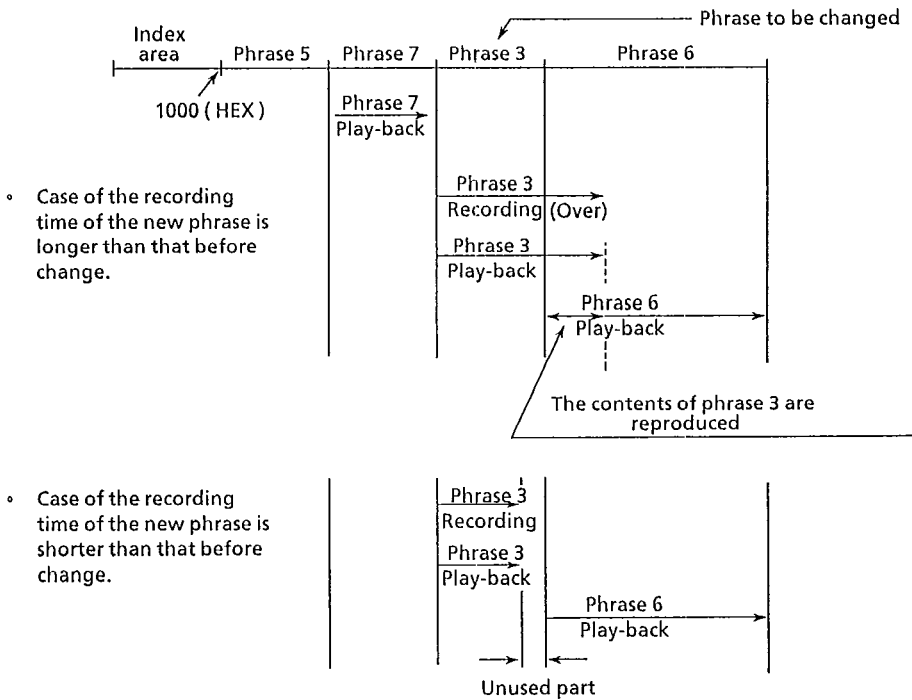 Phrase to be changed
Index
area
Phrase 5
Phrase 7
Phrase 3
Phrase 6
1000 ( HEX )
Phrase 7
Play-back
° Case of the recording
time of the new phrase is
longer than that before
change.
Phrase 3
Recording (Over)
Phrase 3
Play-back
Phrase 6
Play-back
The contents of phrase 3 are
reproduced
° Case of the recording
time of the new phrase is
shorter than that before
change.
Phrase 3
Recording
Phrase 3
Play-back
Phrase 6
Play-back
Unused part